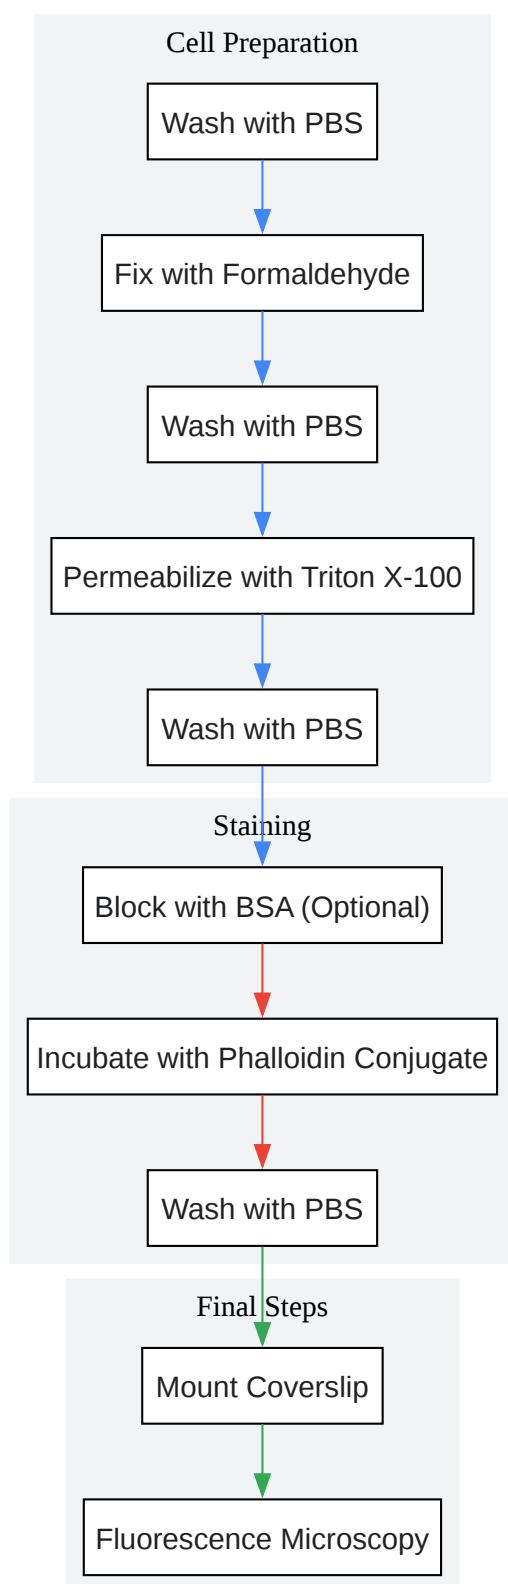 Cell Preparation
Wash with PBS
Fix with Formaldehyde
Wash with PBS
Permeabilize with Triton X-100
Wash with PBS
Staining
Block with BSA (Optional)
Incubate with Phalloidin Conjugate
Wash with PBS
Final Steps
Mount Coverslip
Fluorescence Microscopy